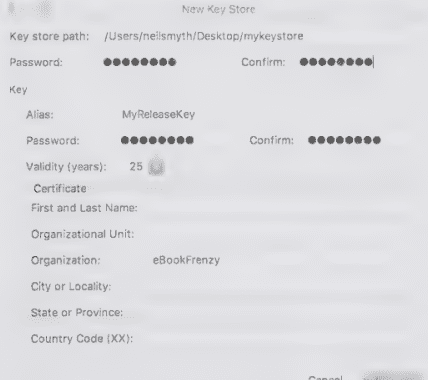 New Key Store
Key store path: /Users/neilsmyth/Desktop/mykeystore
Password: ●●●●●●●● Confirm: ●●●●●●●●
Key
Alias: MyReleaseKey
Password: ●●●●●●●● Confirm: ●●●●●●●●
Validity (years): 25
Certificate
First and Last Name:
Organizational Unit:
Organization: eBookFrenzy
City or Locality:
State or Province:
Country Code (XX):
Cancel